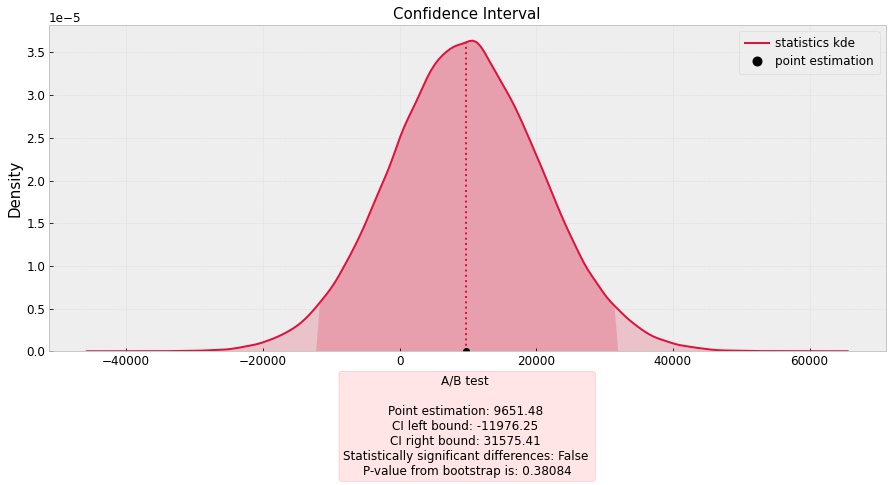 Confidence Interval
1e−5
statistics kde
point estimation
3.5
3.0
2.5
2.0
1.5
1.0
0.5
0.0
Density
−40000 −20000 0 20000 40000 60000
A/B test
Point estimation: 9651.48
CI left bound: -11976.25
CI right bound: 31575.41
Statistically significant differences: False
P-value from bootstrap is: 0.38084